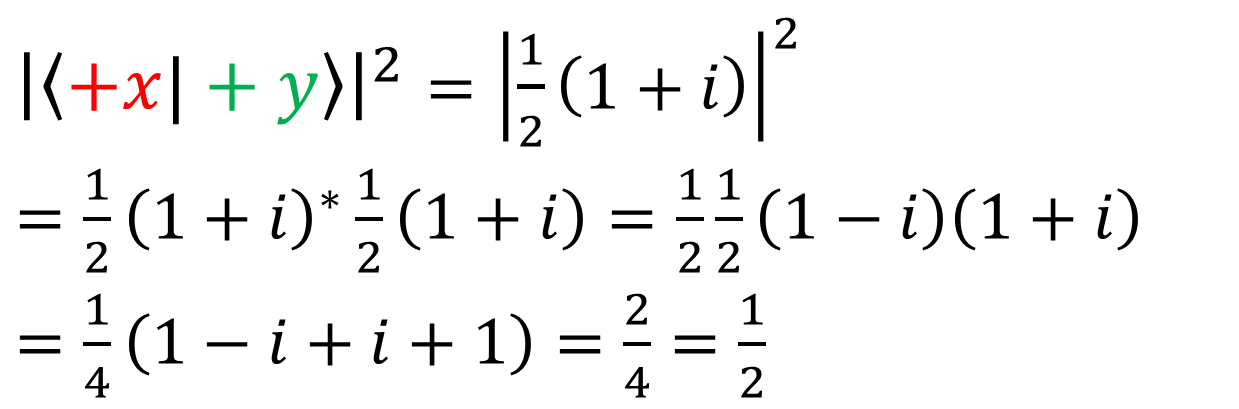 |⟨+x| + y⟩|² = |½(1 + i)|²
= ½(1 + i)* ½(1 + i) = ½ ½(1 − i)(1 + i)
= ¼(1 − i + i + 1) = 2/4 = ½